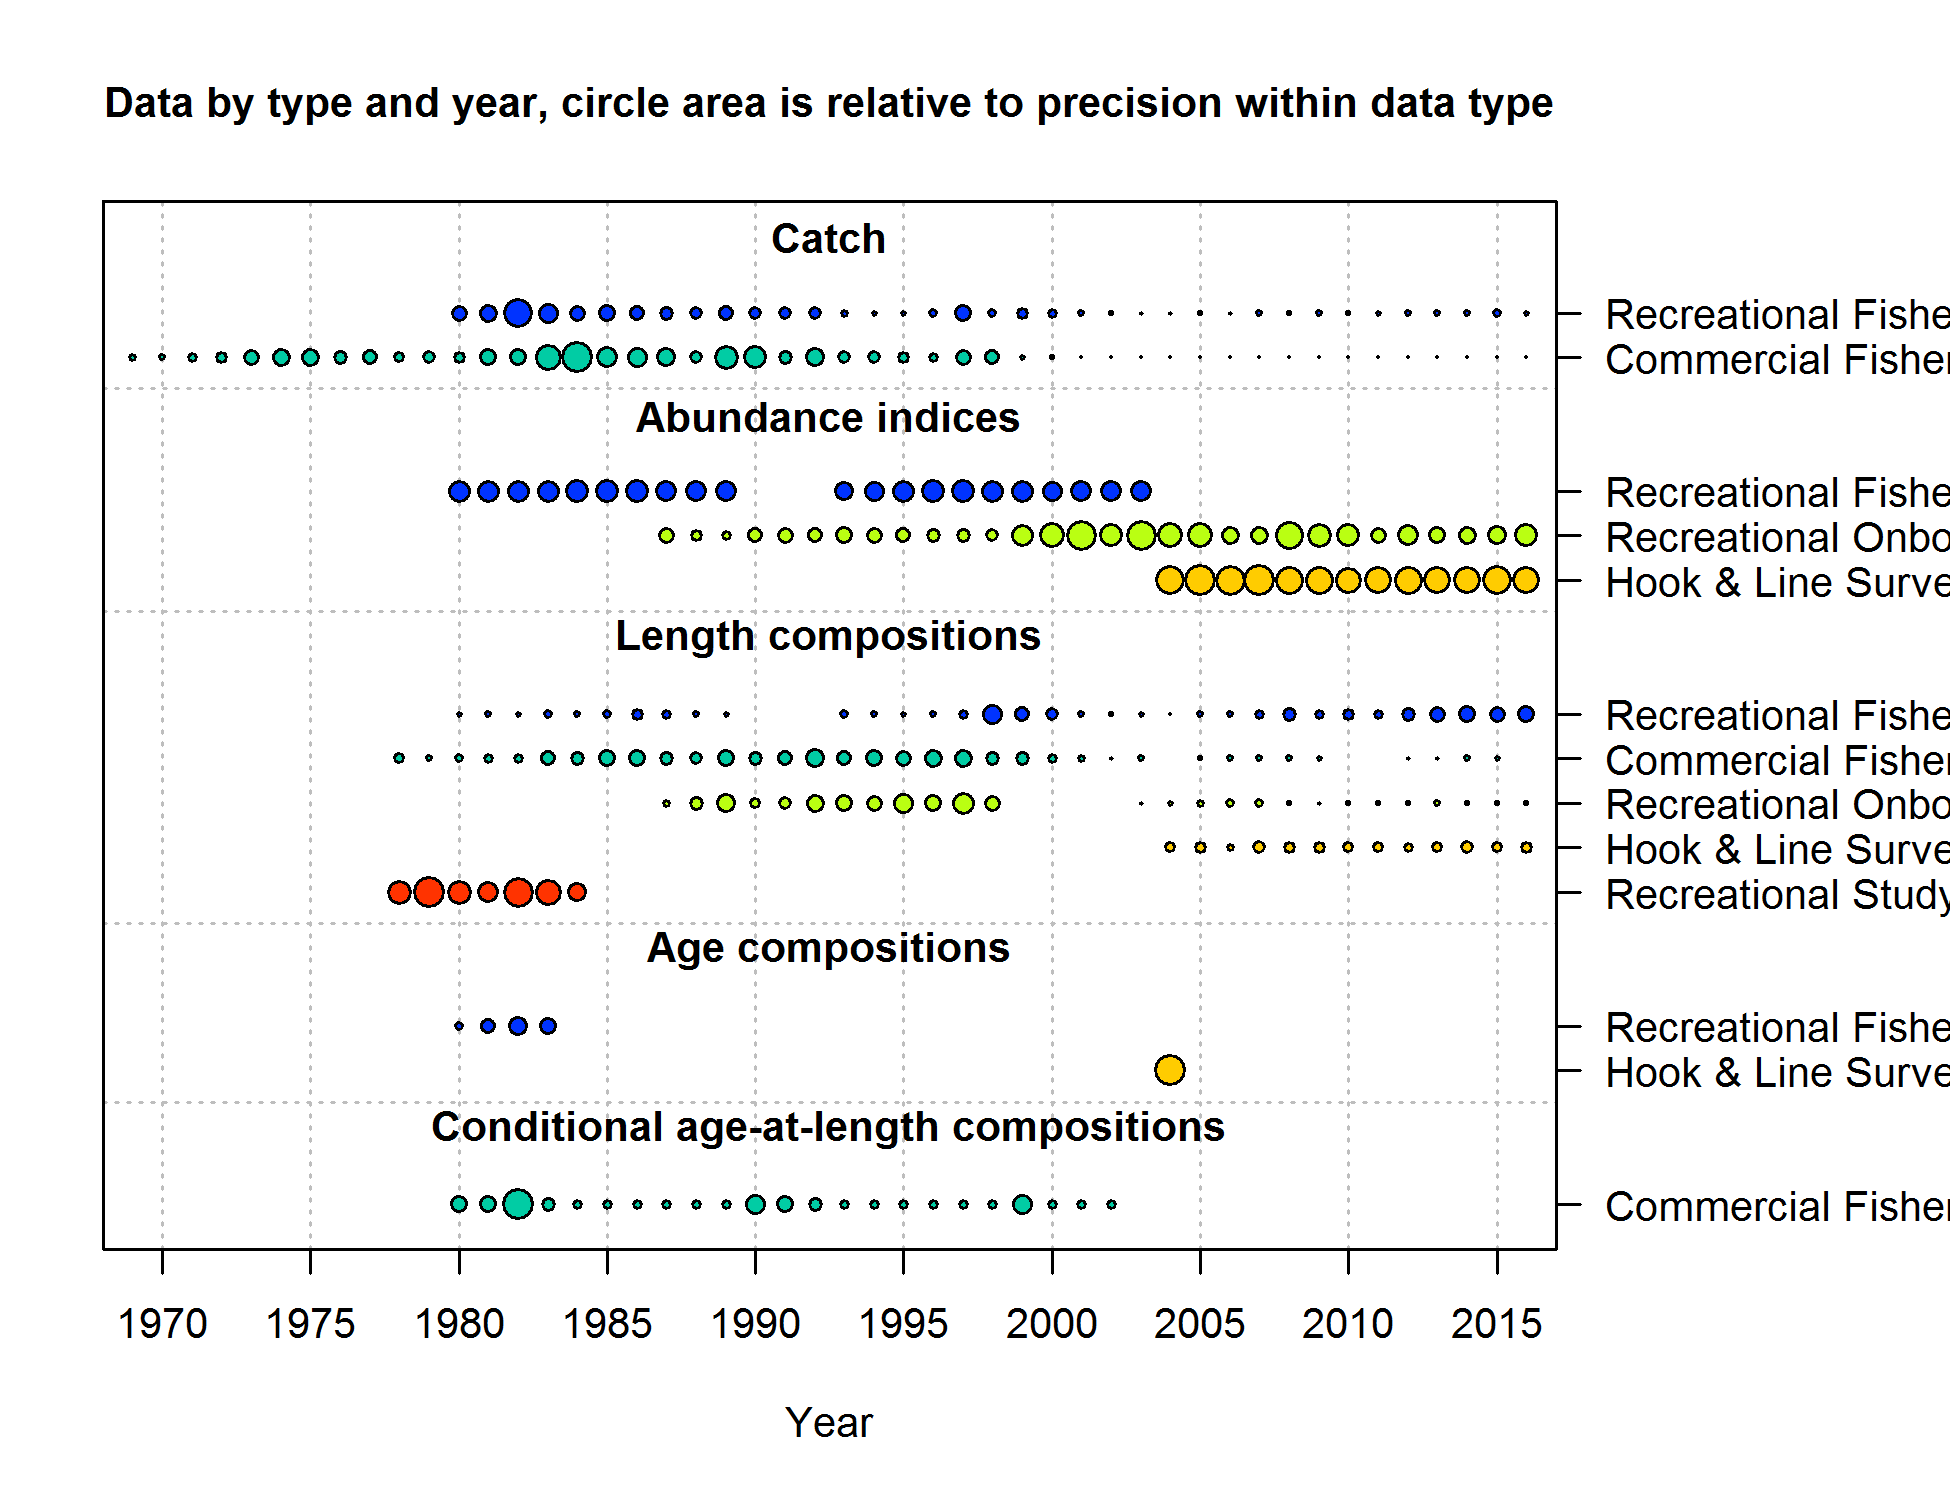 Data by type and year, circle area is relative to precision within data type
Catch
Recreational Fishe
Commercial Fisher
Abundance indices
Recreational Fishe
Recreational Onbo
Hook & Line Surve
Length compositions
Recreational Fishe
Commercial Fisher
Recreational Onbo
Hook & Line Surve
Recreational Study
Age compositions
Recreational Fishe
Hook & Line Surve
Conditional age-at-length compositions
Commercial Fisher
1970 1975 1980 1985 1990 1995 2000 2005 2010 2015
Year